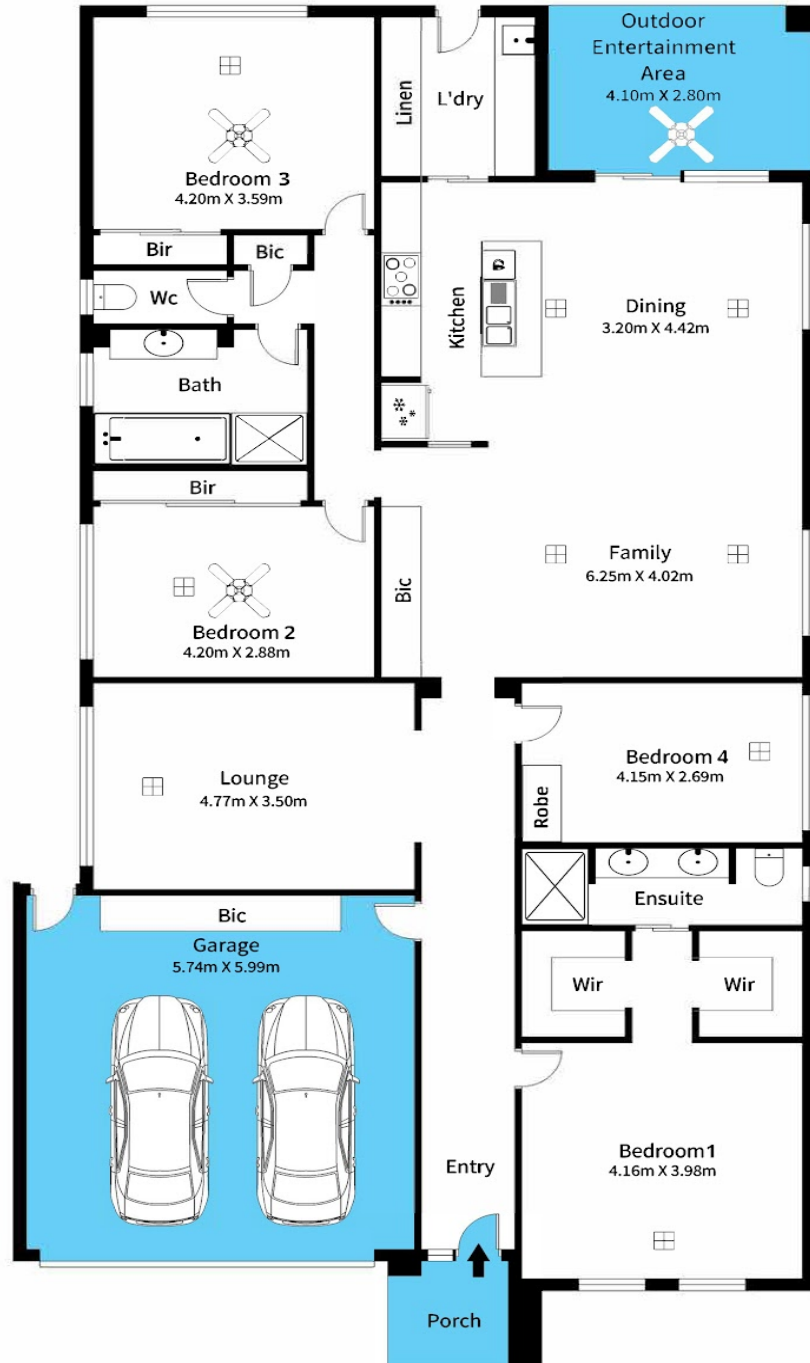 Outdoor
Entertainment
Area
4.10m X 2.80m
Linen
L'dry
Bedroom 3
4.20m X 3.59m
Bir
Bic
Wc
Kitchen
Dining
3.20m X 4.42m
Bath
Bir
Bic
Family
6.25m X 4.02m
Bedroom 2
4.20m X 2.88m
Lounge
4.77m X 3.50m
Bedroom 4
4.15m X 2.69m
Robe
Ensuite
Bic
Garage
5.74m X 5.99m
Wir
Wir
Bedroom1
4.16m X 3.98m
Entry
Porch